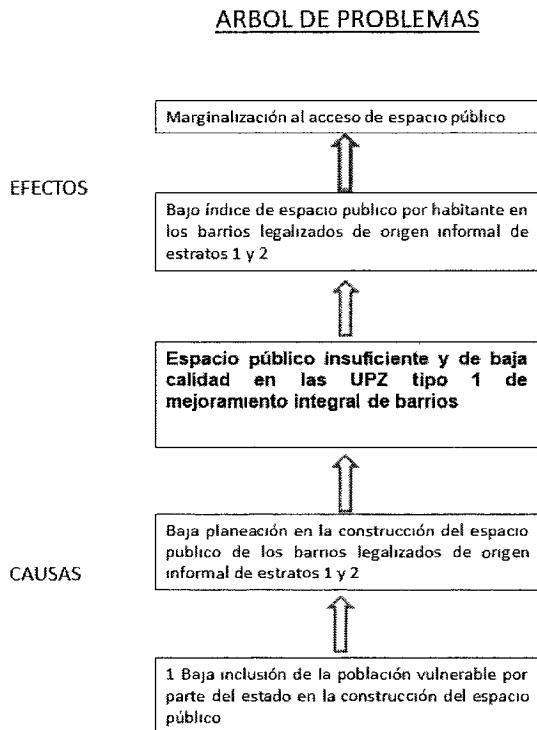 ARBOL DE PROBLEMAS
Marginalización al acceso de espacio público
EFECTOS
Bajo índice de espacio publico por habitante en
los barrios legalizados de origen informal de
estratos 1 y 2
Espacio público insuficiente y de baja
calidad en las UPZ tipo 1 de
mejoramiento integral de barrios
Baja planeación en la construcción del espacio
publico de los barrios legalizados de origen
informal de estratos 1 y 2
CAUSAS
1 Baja inclusión de la población vulnerable por
parte del estado en la construcción del espacio
público